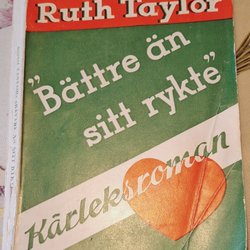 Ruth Taylor
"Bättre än
sitt rykte"
Kärleksroman